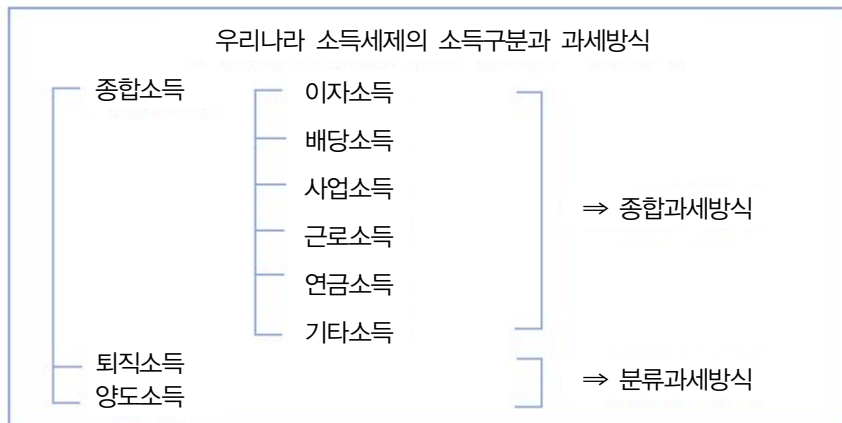 우리나라 소득세제의 소득구분과 과세방식
종합소득 이자소득
배당소득
사업소득
⇒ 종합과세방식
근로소득
연금소득
기타소득
퇴직소득
⇒ 분류과세방식
양도소득